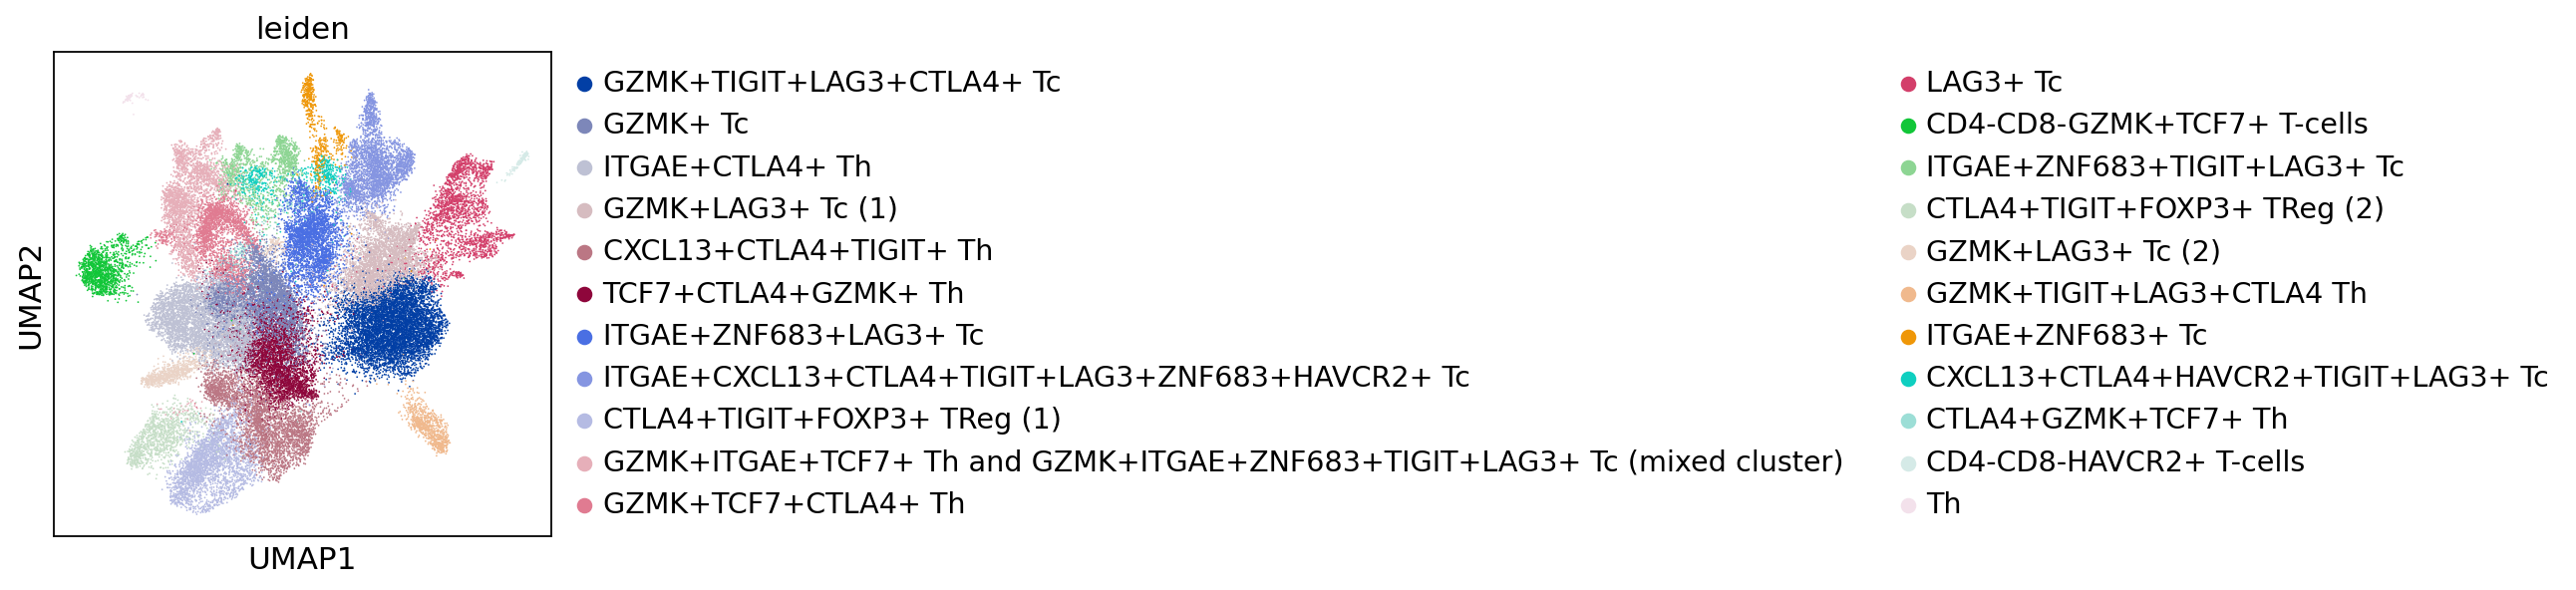 leiden
UMAP2
UMAP1
GZMK+TIGIT+LAG3+CTLA4+ Tc
GZMK+ Tc
ITGAE+CTLA4+ Th
GZMK+LAG3+ Tc (1)
CXCL13+CTLA4+TIGIT+ Th
TCF7+CTLA4+GZMK+ Th
ITGAE+ZNF683+LAG3+ Tc
ITGAE+CXCL13+CTLA4+TIGIT+LAG3+ZNF683+HAVCR2+ Tc
CTLA4+TIGIT+FOXP3+ TReg (1)
GZMK+ITGAE+TCF7+ Th and GZMK+ITGAE+ZNF683+TIGIT+LAG3+ Tc (mixed cluster)
GZMK+TCF7+CTLA4+ Th
LAG3+ Tc
CD4-CD8-GZMK+TCF7+ T-cells
ITGAE+ZNF683+TIGIT+LAG3+ Tc
CTLA4+TIGIT+FOXP3+ TReg (2)
GZMK+LAG3+ Tc (2)
GZMK+TIGIT+LAG3+CTLA4 Th
ITGAE+ZNF683+ Tc
CXCL13+CTLA4+HAVCR2+TIGIT+LAG3+ Tc
CTLA4+GZMK+TCF7+ Th
CD4-CD8-HAVCR2+ T-cells
Th